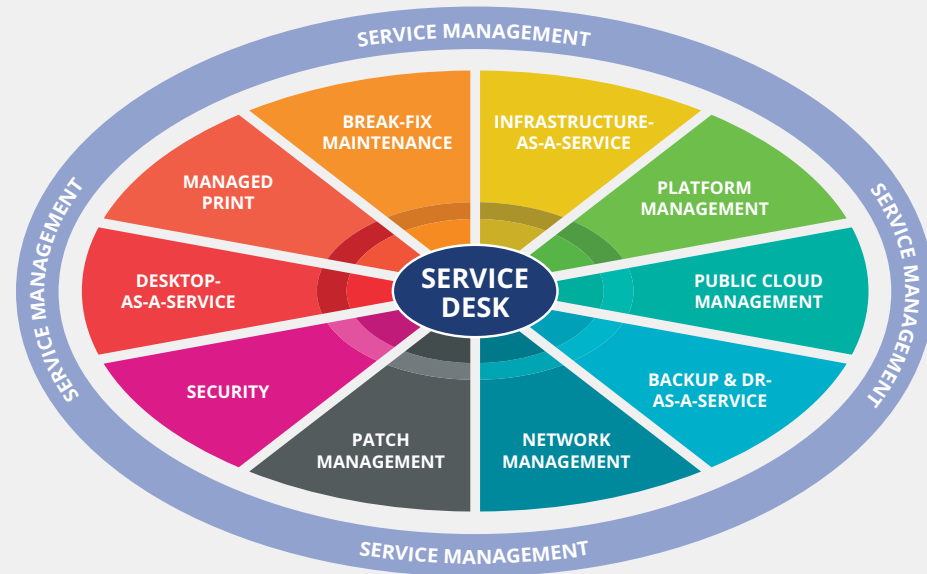 SERVICE MANAGEMENT
BREAK-FIX
MAINTENANCE
INFRASTRUCTURE-
AS-A-SERVICE
MANAGED
PRINT
PLATFORM
MANAGEMENT
SERVICE MANAGEMENT
DESKTOP-
AS-A-SERVICE
SERVICE
DESK
PUBLIC CLOUD
MANAGEMENT
SERVICE MANAGEMENT
SECURITY
BACKUP & DR-
AS-A-SERVICE
PATCH
MANAGEMENT
NETWORK
MANAGEMENT
SERVICE MANAGEMENT